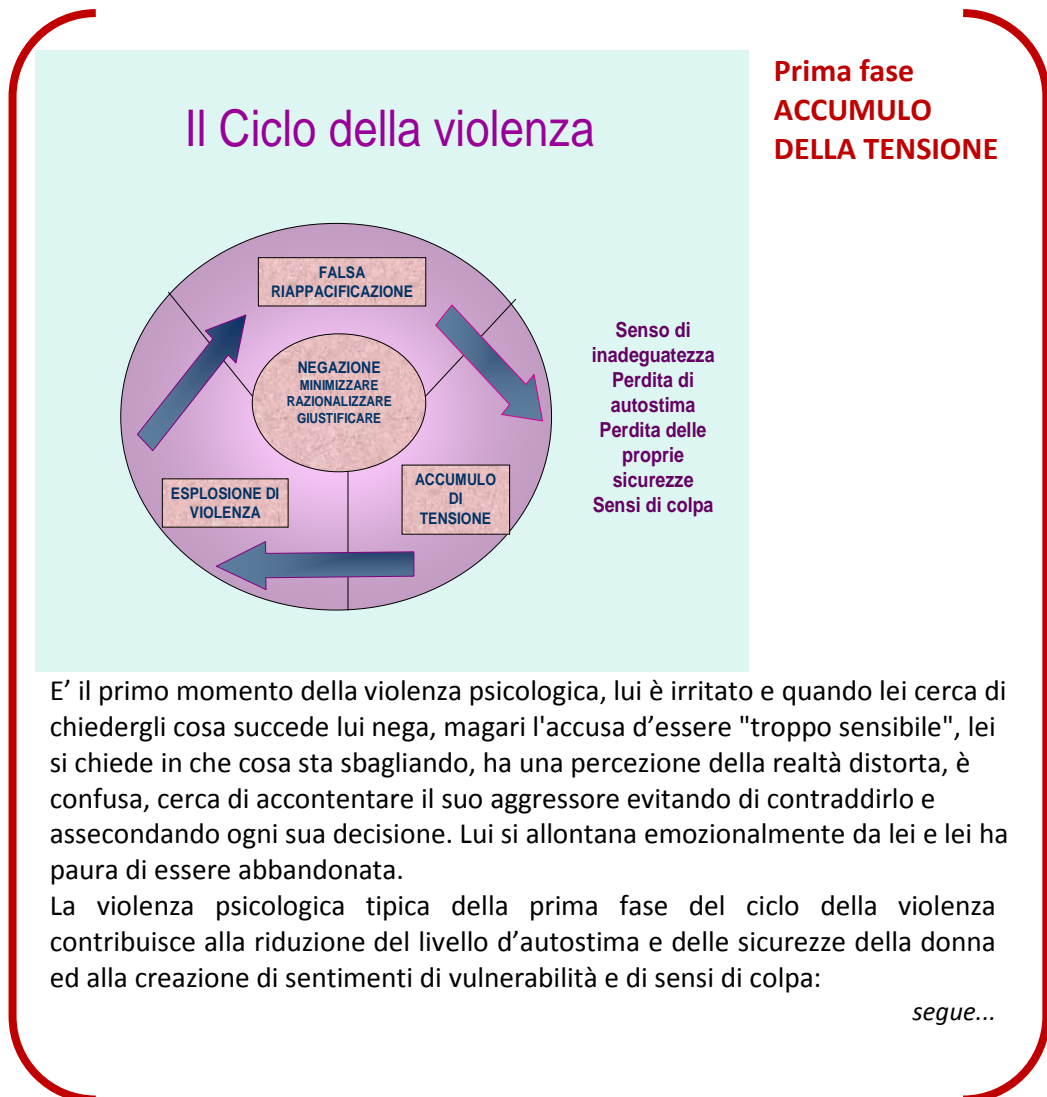 Prima fase
ACCUMULO
DELLA TENSIONE
Il Ciclo della violenza
FALSA
RIAPPACIFICAZIONE
NEGAZIONE
MINIMIZZARE
RAZIONALIZZARE
GIUSTIFICARE
ESPLOSIONE DI
VIOLENZA
ACCUMULO
DI
TENSIONE
Senso di
inadeguatezza
Perdita di
autostima
Perdita delle
proprie
sicurezze
Sensi di colpa
E’ il primo momento della violenza psicologica, lui è irritato e quando lei cerca di
chiedergli cosa succede lui nega, magari l'accusa d’essere "troppo sensibile", lei
si chiede in che cosa sta sbagliando, ha una percezione della realtà distorta, è
confusa, cerca di accontentare il suo aggressore evitando di contraddirlo e
assecondando ogni sua decisione. Lui si allontana emozionalmente da lei e lei ha
paura di essere abbandonata.
La violenza psicologica tipica della prima fase del ciclo della violenza
contribuisce alla riduzione del livello d’autostima e delle sicurezze della donna
ed alla creazione di sentimenti di vulnerabilità e di sensi di colpa:
segue...